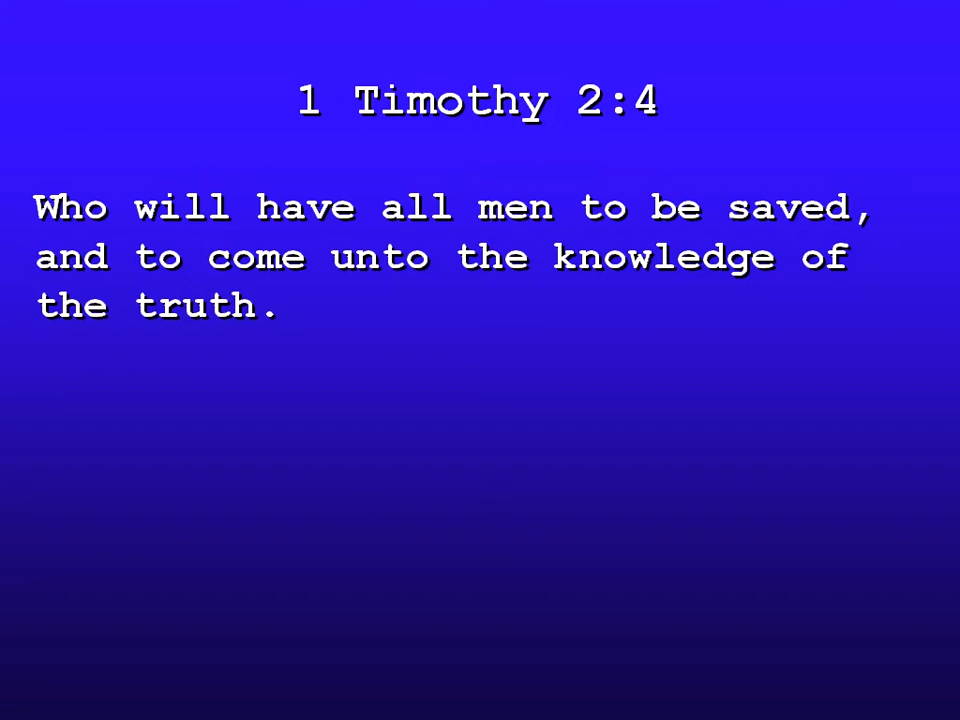 1 Timothy 2:4
Who will have all men to be saved,
and to come unto the knowledge of
the truth.